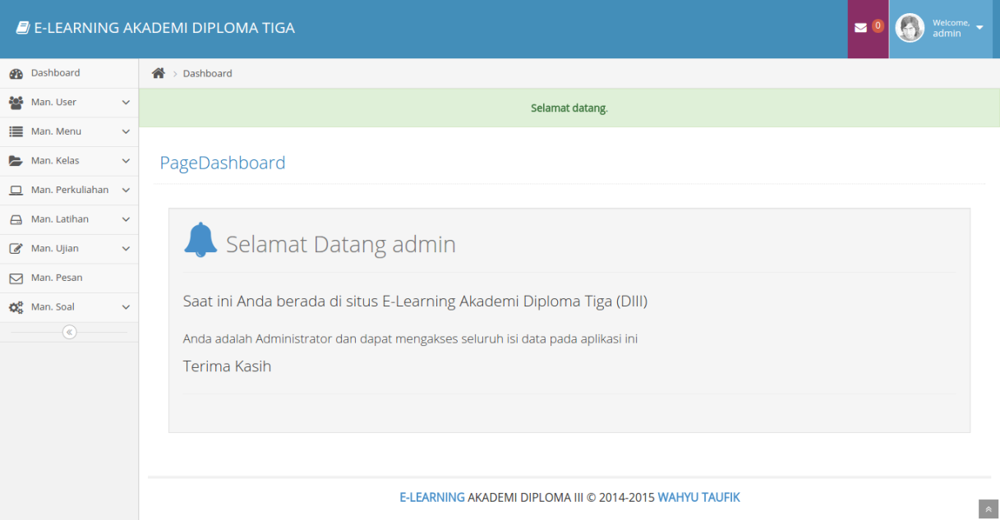 E-LEARNING AKADEMI DIPLOMA TIGA
0
Welcome,
admin
Dashboard
Man. User
Man. Menu
Man. Kelas
Man. Perkuliahan
Man. Latihan
Man. Ujian
Man. Pesan
Man. Soal
Dashboard
Selamat datang.
PageDashboard
Selamat Datang admin
Saat ini Anda berada di situs E-Learning Akademi Diploma Tiga (DIII)
Anda adalah Administrator dan dapat mengakses seluruh isi data pada aplikasi ini
Terima Kasih
E-LEARNING AKADEMI DIPLOMA III © 2014-2015 WAHYU TAUFIK